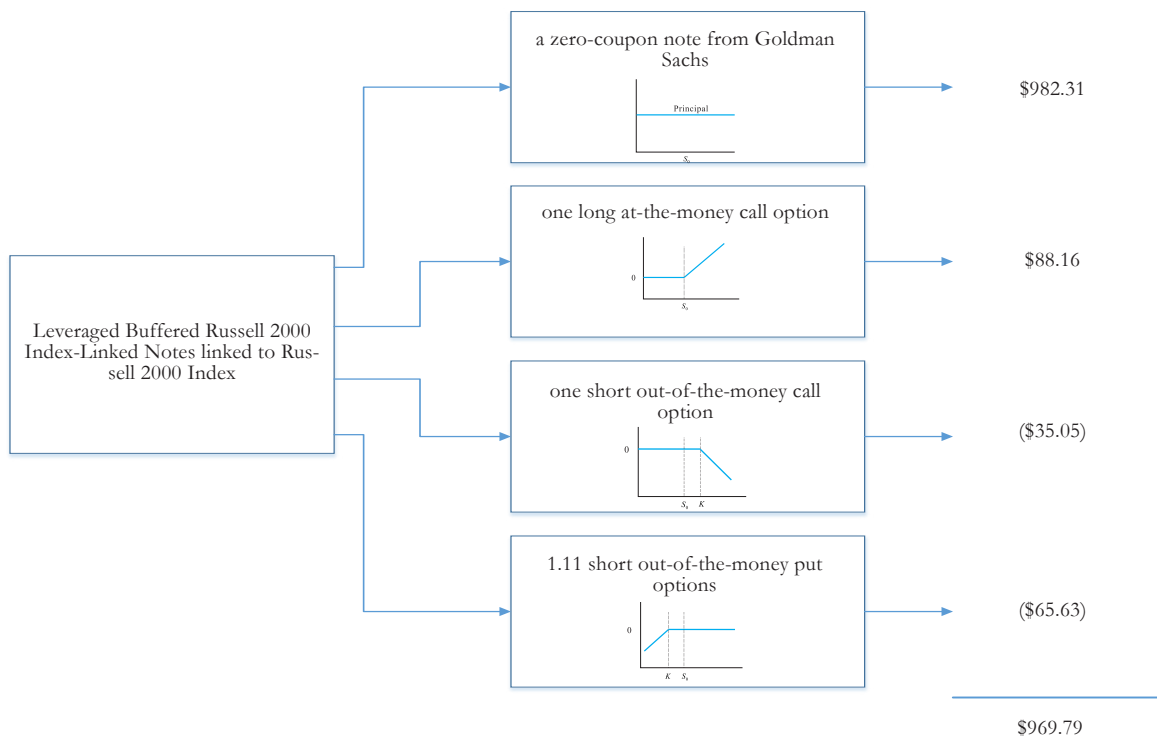 a zero-coupon note from Goldman
Sachs
Principal
S₀
$982.31
one long at-the-money call option
0
S₀
$88.16
Leveraged Buffered Russell 2000
Index-Linked Notes linked to Rus-
sell 2000 Index
one short out-of-the-money call
option
0
S₀ K
($35.05)
1.11 short out-of-the-money put
options
0
K S₀
($65.63)
$969.79